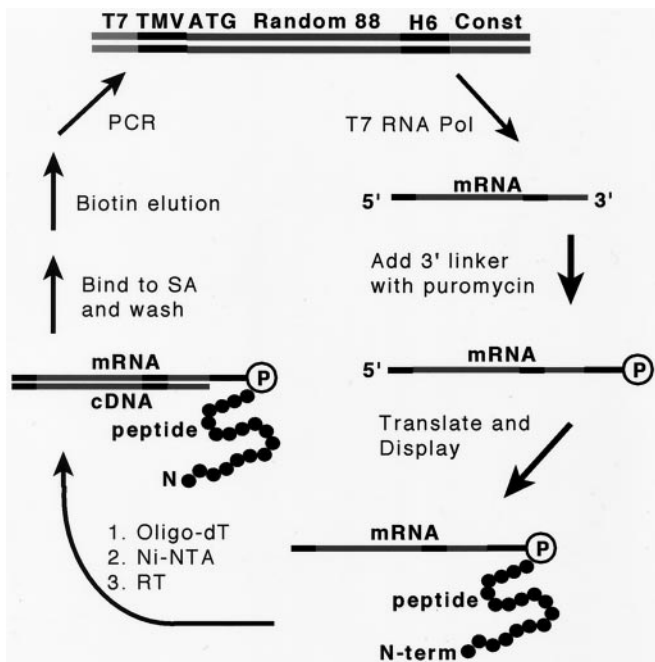 T7 TMV ATG Random 88 H6 Const
PCR
T7 RNA Pol
5' mRNA 3'
Biotin elution
Add 3' linker
with puromycin
Bind to SA
and wash
5' mRNA P
mRNA P
cDNA
peptide
N
Translate and
Display
1. Oligo-dT
2. Ni-NTA
3. RT
mRNA P
peptide
N-term